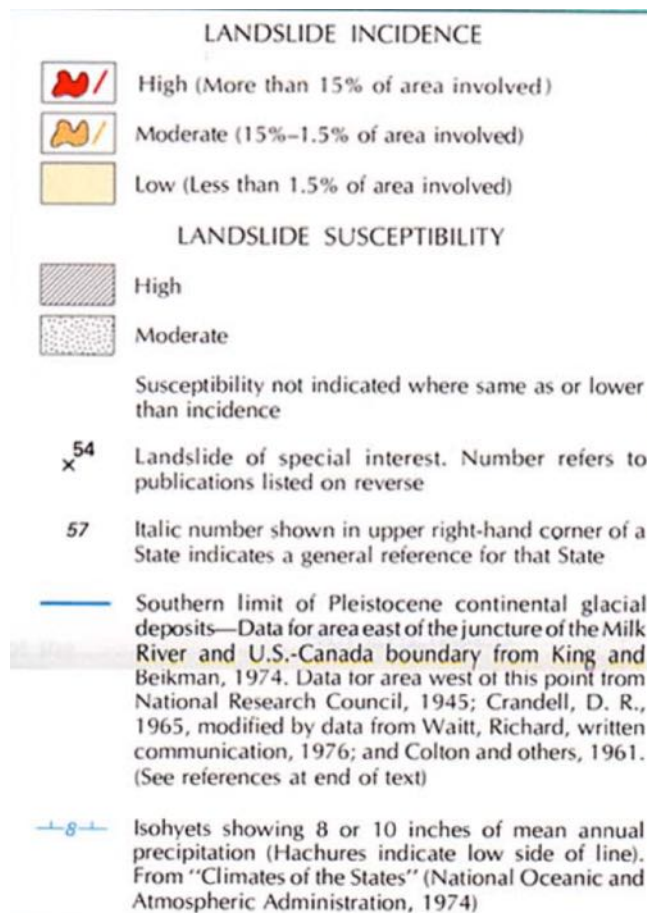 LANDSLIDE INCIDENCE
High (More than 15% of area involved)
Moderate (15%–1.5% of area involved)
Low (Less than 1.5% of area involved)
LANDSLIDE SUSCEPTIBILITY
High
Moderate
Susceptibility not indicated where same as or lower
than incidence
54
×
Landslide of special interest. Number refers to
publications listed on reverse
57
Italic number shown in upper right-hand corner of a
State indicates a general reference for that State
Southern limit of Pleistocene continental glacial
deposits—Data for area east of the juncture of the Milk
River and U.S.-Canada boundary from King and
Beikman, 1974. Data for area west of this point from
National Research Council, 1945; Crandell, D. R.,
1965, modified by data from Waitt, Richard, written
communication, 1976; and Colton and others, 1961.
(See references at end of text)
8
Isohyets showing 8 or 10 inches of mean annual
precipitation (Hachures indicate low side of line).
From "Climates of the States" (National Oceanic and
Atmospheric Administration, 1974)